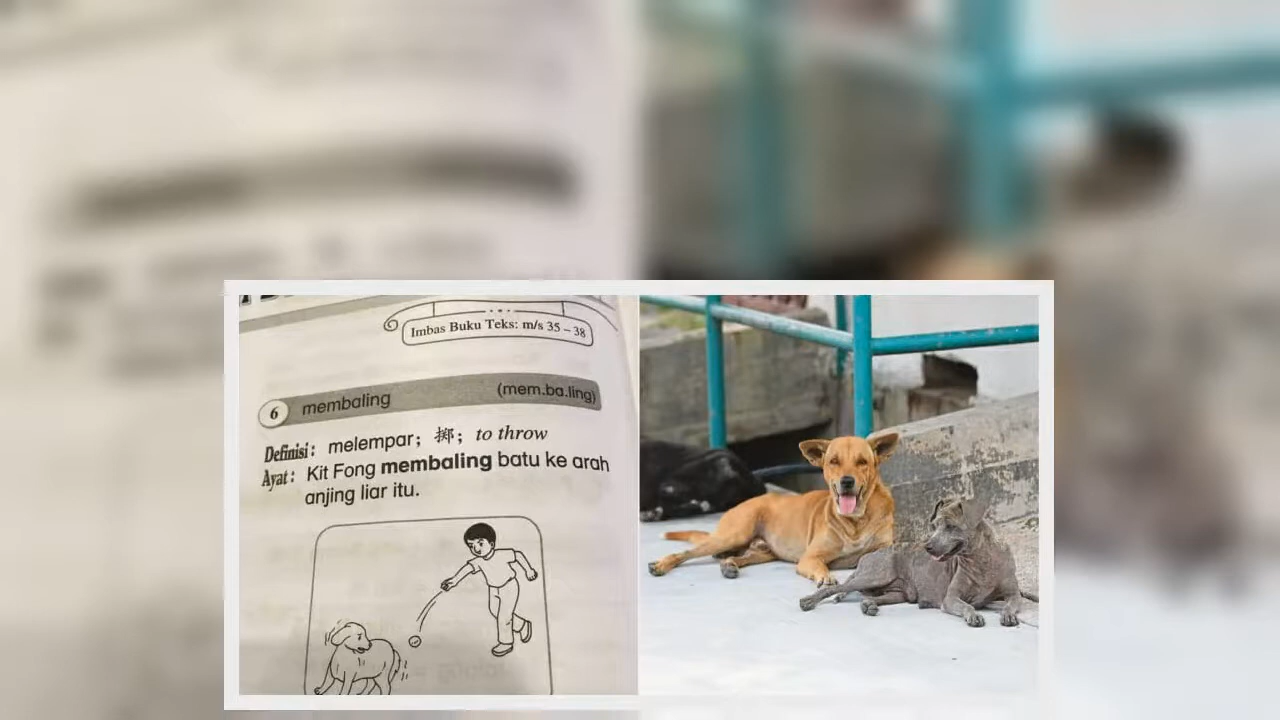 Imbas Buku Teks: m/s 35 – 38
6 membaling (mem.ba.ling)
Definisi: melempar; 掷; to throw
Ayat: Kit Fong membaling batu ke arah
anjing liar itu.